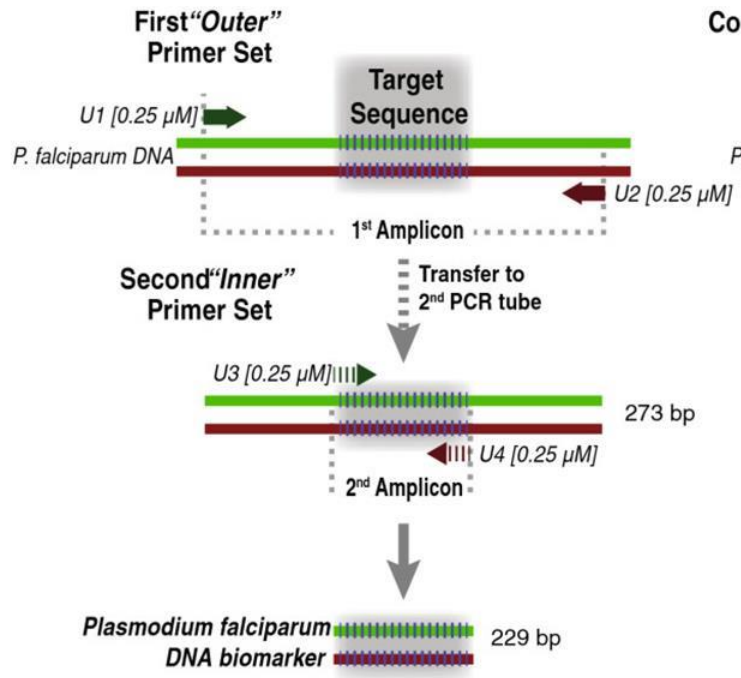 First "Outer" Co
Primer Set
Target
Sequence
U1 [0.25 µM]
P. falciparum DNA P
U2 [0.25 µM]
1st Amplicon
Second "Inner"
Primer Set
Transfer to
2nd PCR tube
U3 [0.25 µM]
273 bp
U4 [0.25 µM]
2nd Amplicon
Plasmodium falciparum
DNA biomarker
229 bp